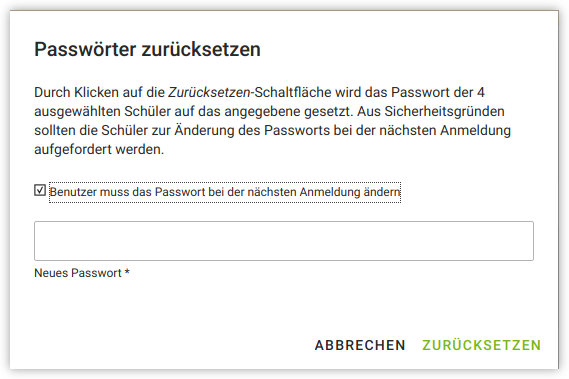 Passwörter zurücksetzen
Durch Klicken auf die Zurücksetzen-Schaltfläche wird das Passwort der 4
ausgewählten Schüler auf das angegebene gesetzt. Aus Sicherheitsgründen
sollten die Schüler zur Änderung des Passworts bei der nächsten Anmeldung
aufgefordert werden.
Benutzer muss das Passwort bei der nächsten Anmeldung ändern
Neues Passwort *
ABBRECHEN ZURÜCKSETZEN